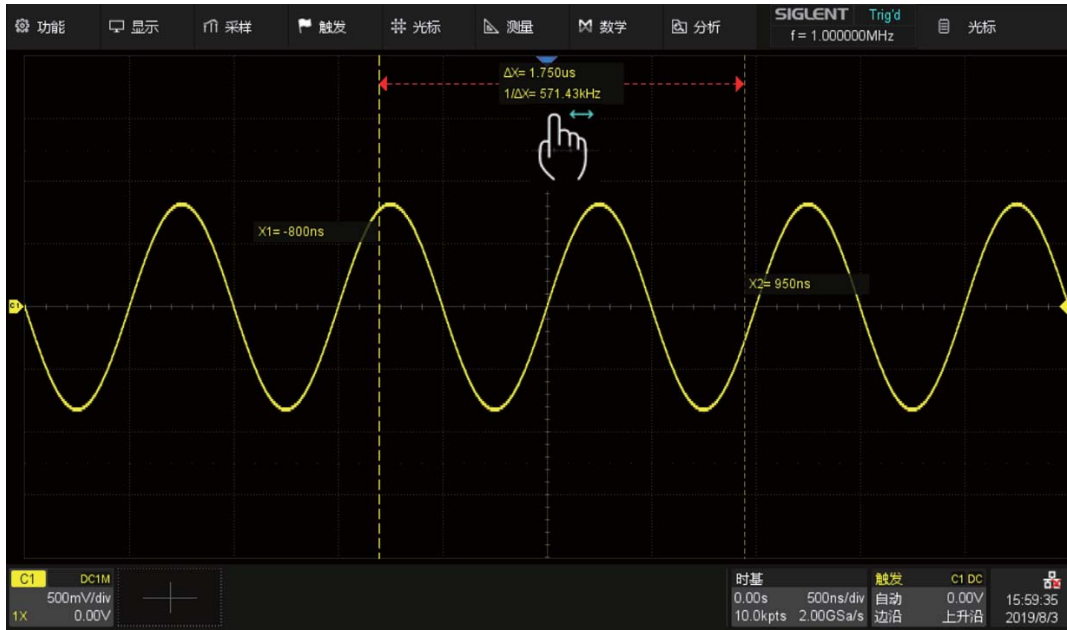 功能 显示 采样 触发 光标 测量 数学 分析 SIGLENT Trig'd 光标
f = 1.000000MHz
ΔX= 1.750us
1/ΔX= 571.43kHz
X1= -800ns
X2= 950ns
C1
C1 DC1M
500mV/div
1X 0.00V
时基
0.00s 500ns/div
10.0kpts 2.00GSa/s
触发 C1 DC
自动 0.00V
边沿 上升沿
15:59:35
2019/8/3